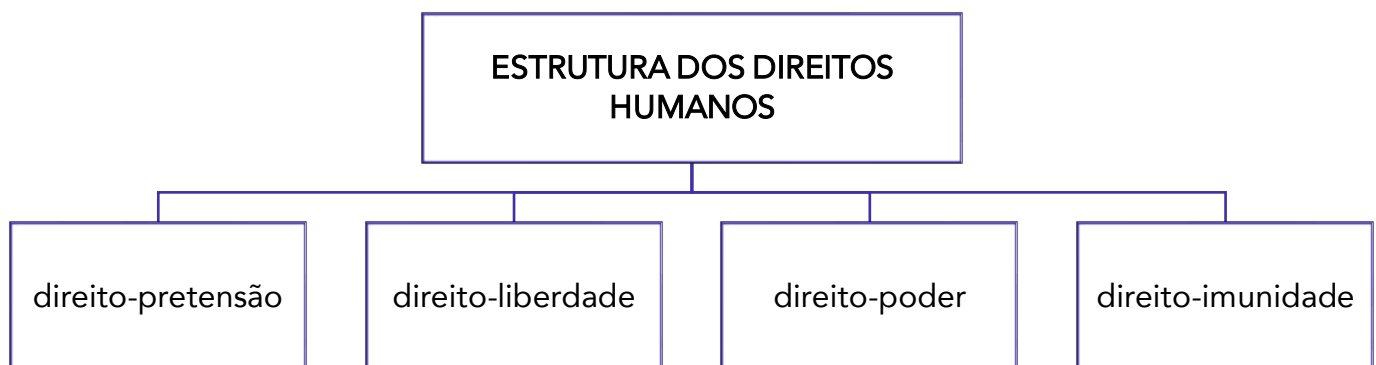 ESTRUTURA DOS DIREITOS
HUMANOS
direito-pretensão
direito-liberdade
direito-poder
direito-imunidade